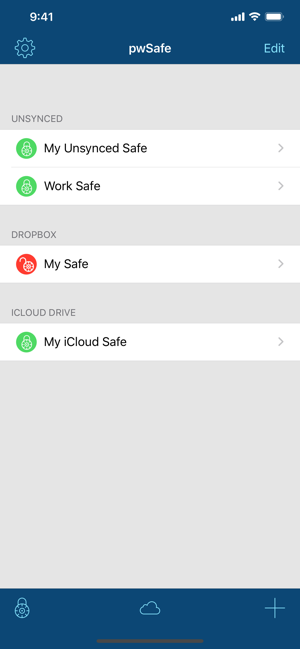 9:41
pwSafe
Edit
UNSYNCED
My Unsynced Safe
Work Safe
DROPBOX
My Safe
ICLOUD DRIVE
My iCloud Safe